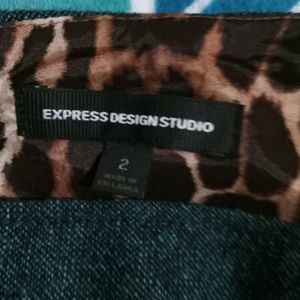 EXPRESS DESIGN STUDIO
2
MADE IN
SRI LANKA